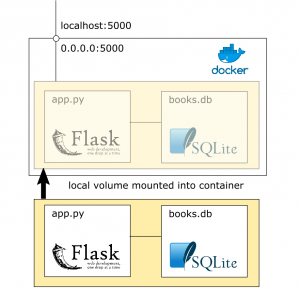 localhost:5000
0.0.0.0:5000
docker
app.py
books.db
Flask
web development,
one drop at a time
SQLite
local volume mounted into container
app.py
books.db
Flask
web development,
one drop at a time
SQLite